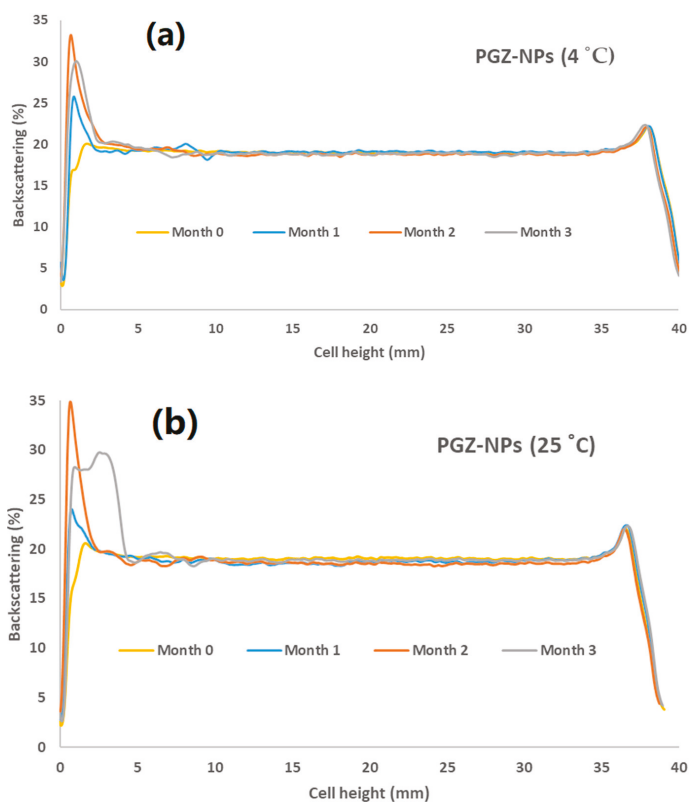 (a)
PGZ-NPs (4 °C)
Backscattering (%)
35
30
25
20
15
10
5
0
Month 0 Month 1 Month 2 Month 3
0 5 10 15 20 25 30 35 40
Cell height (mm)
(b)
PGZ-NPs (25 °C)
Backscattering (%)
35
30
25
20
15
10
5
0
Month 0 Month 1 Month 2 Month 3
0 5 10 15 20 25 30 35 40
Cell height (mm)